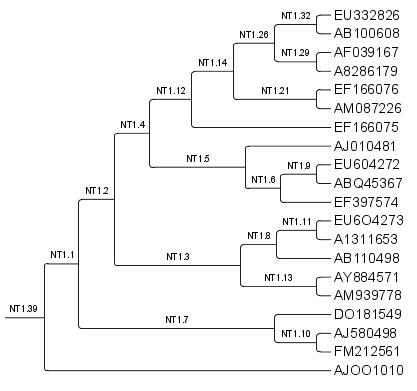 EU332826
NT1.32
AB100608
NT1.26
AF039167
NT1.29
A8286179
NT1.14
EF166076
NT1.12
NT1.21
AM087226
NT1.4
EF166075
AJ010481
NT1.5
EU604272
NT1.9
NT1.6
ABQ45367
NT1.2
EF397574
EU6O4273
NT1.11
NT1.8
A1311653
NT1.1
NT1.3
AB110498
NT1.13
AY884571
AM939778
NT1.39
NT1.7
DO181549
NT1.10
AJ580498
FM212561
AJOO1010